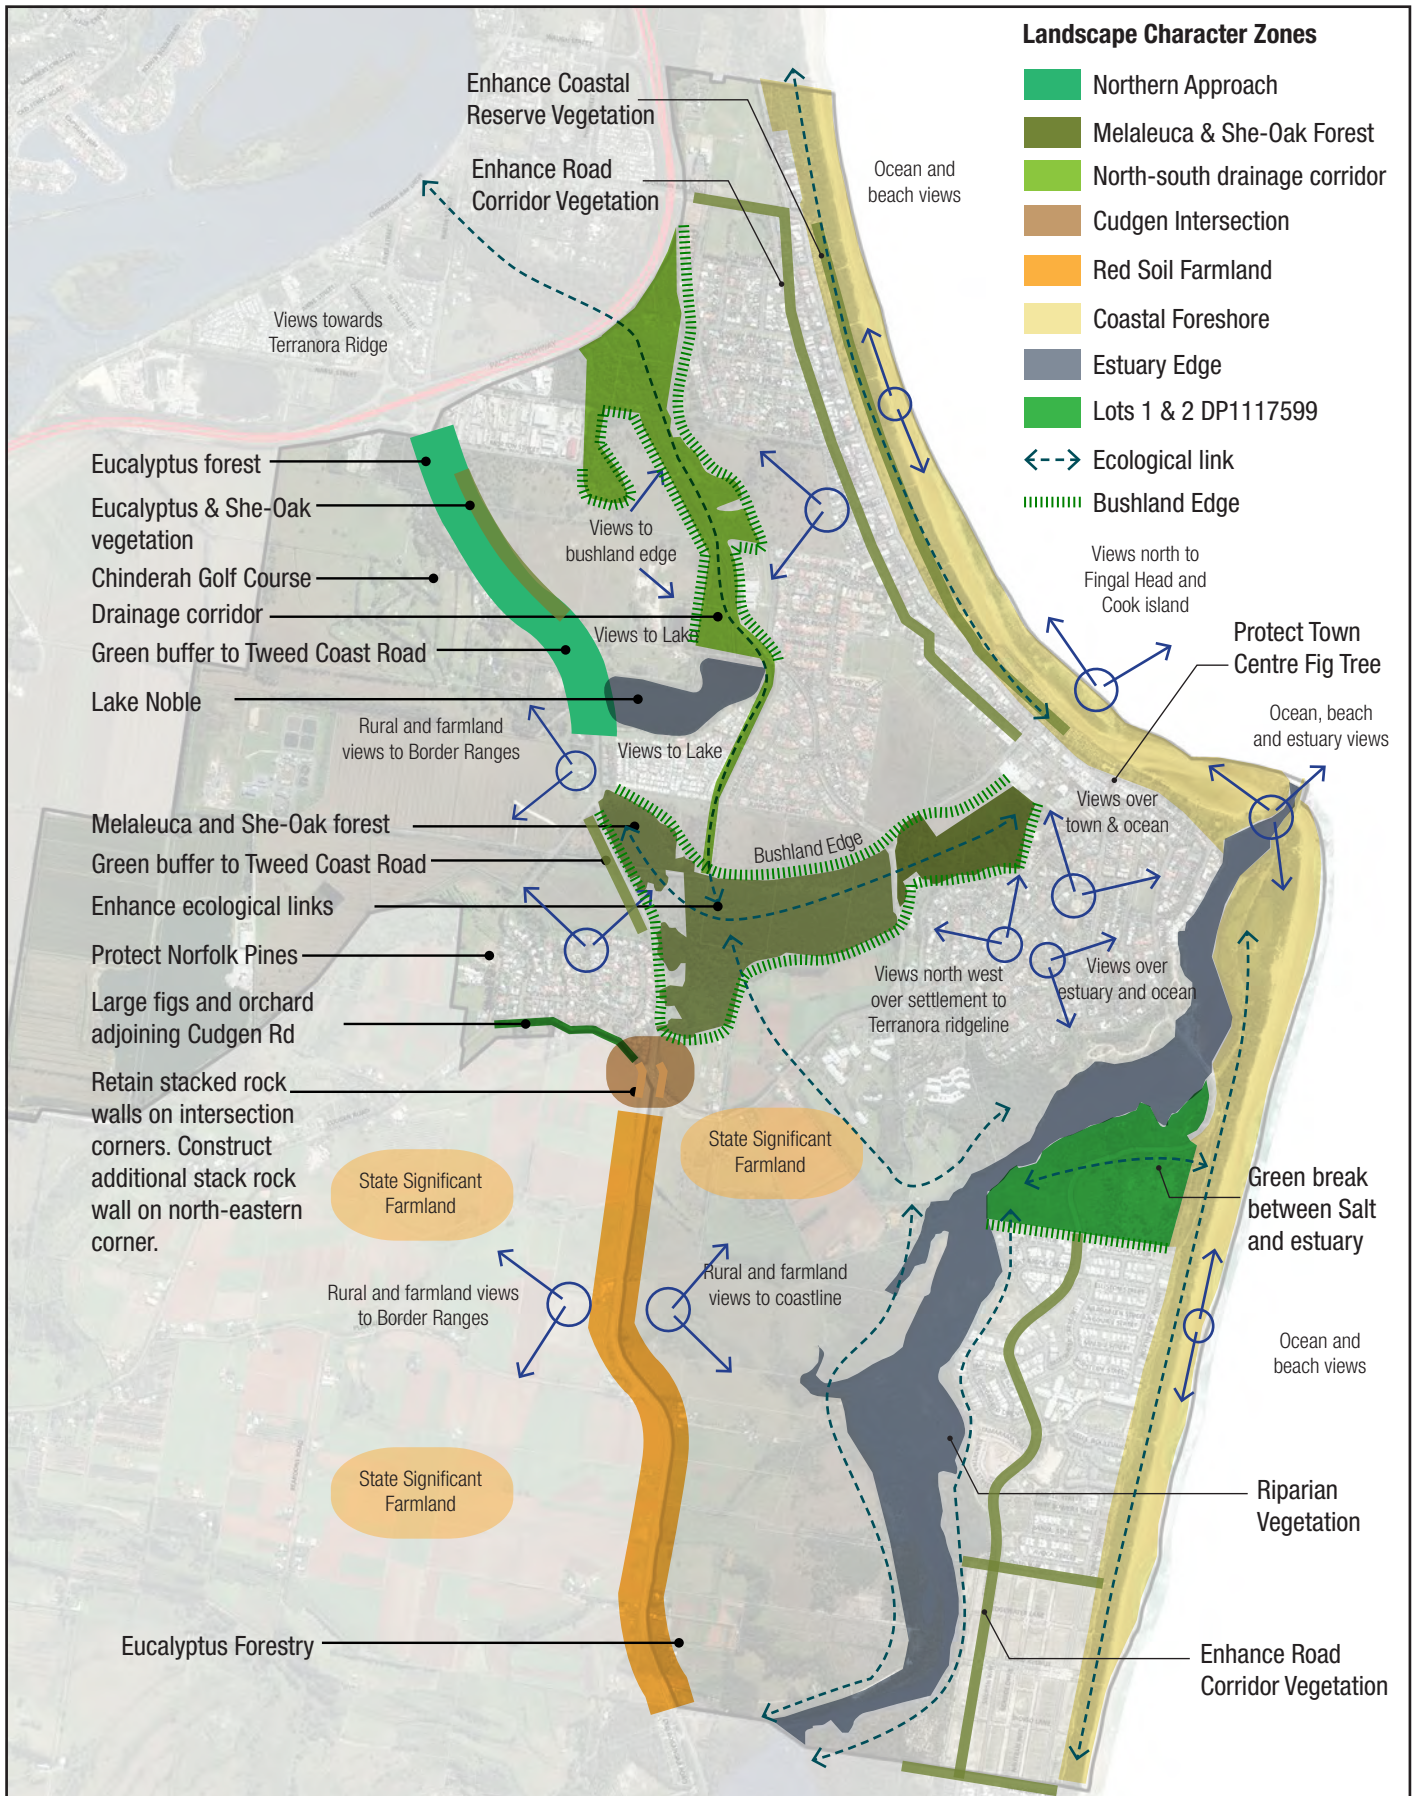 Landscape Character Zones
Northern Approach
Melaleuca & She-Oak Forest
North-south drainage corridor
Cudgen Intersection
Red Soil Farmland
Coastal Foreshore
Estuary Edge
Lots 1 & 2 DP1117599
Ecological link
Bushland Edge
Enhance Coastal
Reserve Vegetation
Enhance Road
Corridor Vegetation
Ocean and
beach views
Views towards
Terranora Ridge
PACIFIC HIGHWAY
Eucalyptus forest
Eucalyptus & She-Oak
vegetation
Chinderah Golf Course
Drainage corridor
Green buffer to Tweed Coast Road
Lake Noble
Views to
bushland edge
Views to Lake
Views to Lake
Rural and farmland
views to Border Ranges
Views north to
Fingal Head and
Cook island
Protect Town
Centre Fig Tree
Ocean, beach
and estuary views
Views over
town & ocean
Bushland Edge
Melaleuca and She-Oak forest
Green buffer to Tweed Coast Road
Enhance ecological links
Protect Norfolk Pines
Large figs and orchard
adjoining Cudgen Rd
Retain stacked rock
walls on intersection
corners. Construct
additional stack rock
wall on north-eastern
corner.
Views north west
over settlement to
Terranora ridgeline
Views over
estuary and ocean
State Significant
Farmland
State Significant
Farmland
Green break
between Salt
and estuary
Rural and farmland views
to Border Ranges
Rural and farmland
views to coastline
Ocean and
beach views
State Significant
Farmland
Riparian
Vegetation
Eucalyptus Forestry
Enhance Road
Corridor Vegetation